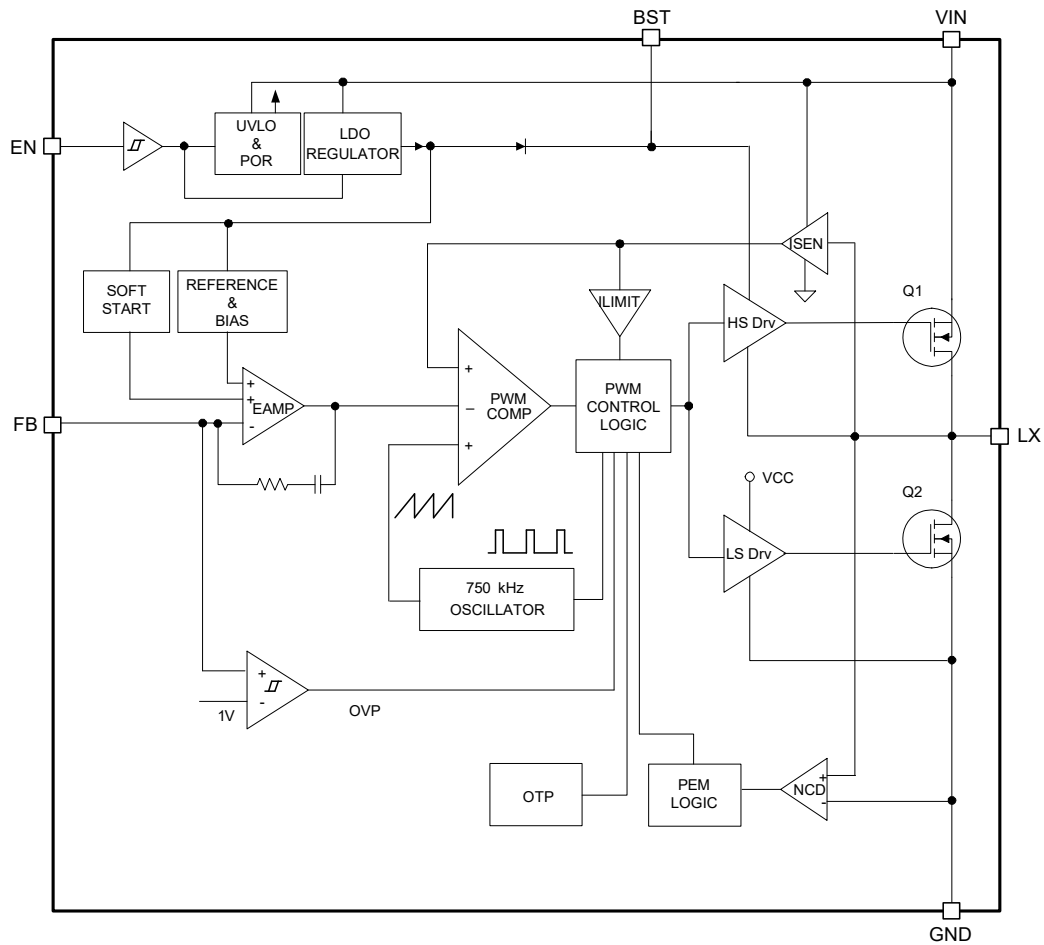 BST
VIN
EN
UVLO
&
POR
LDO
REGULATOR
ISEN
SOFT
START
REFERENCE
&
BIAS
ILIMIT
HS Drv
Q1
+
+
-
EAMP
+
–
+
PWM
COMP
PWM
CONTROL
LOGIC
FB
LX
VCC
Q2
LS Drv
750 kHz
OSCILLATOR
+
-
1V
OVP
OTP
PEM
LOGIC
NCD
+
-
GND